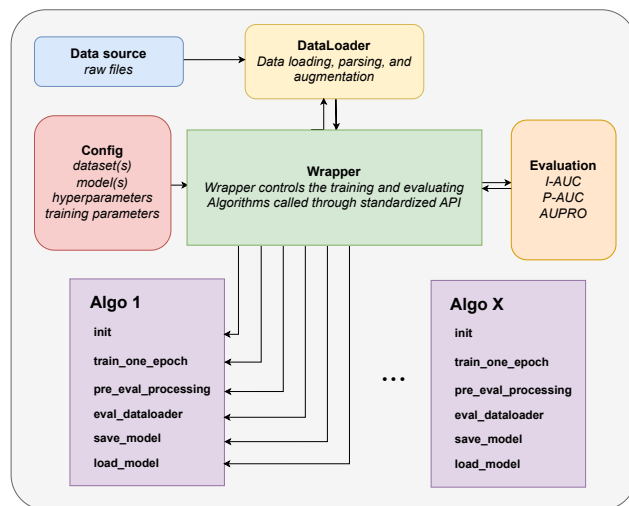 Data source
raw files
DataLoader
Data loading, parsing, and
augmentation
Config
dataset(s)
model(s)
hyperparameters
training parameters
Wrapper
Wrapper controls the training and evaluating
Algorithms called through standardized API
Evaluation
I-AUC
P-AUC
AUPRO
Algo 1
init
train_one_epoch
pre_eval_processing
eval_dataloader
save_model
load_model
...
Algo X
init
train_one_epoch
pre_eval_processing
eval_dataloader
save_model
load_model